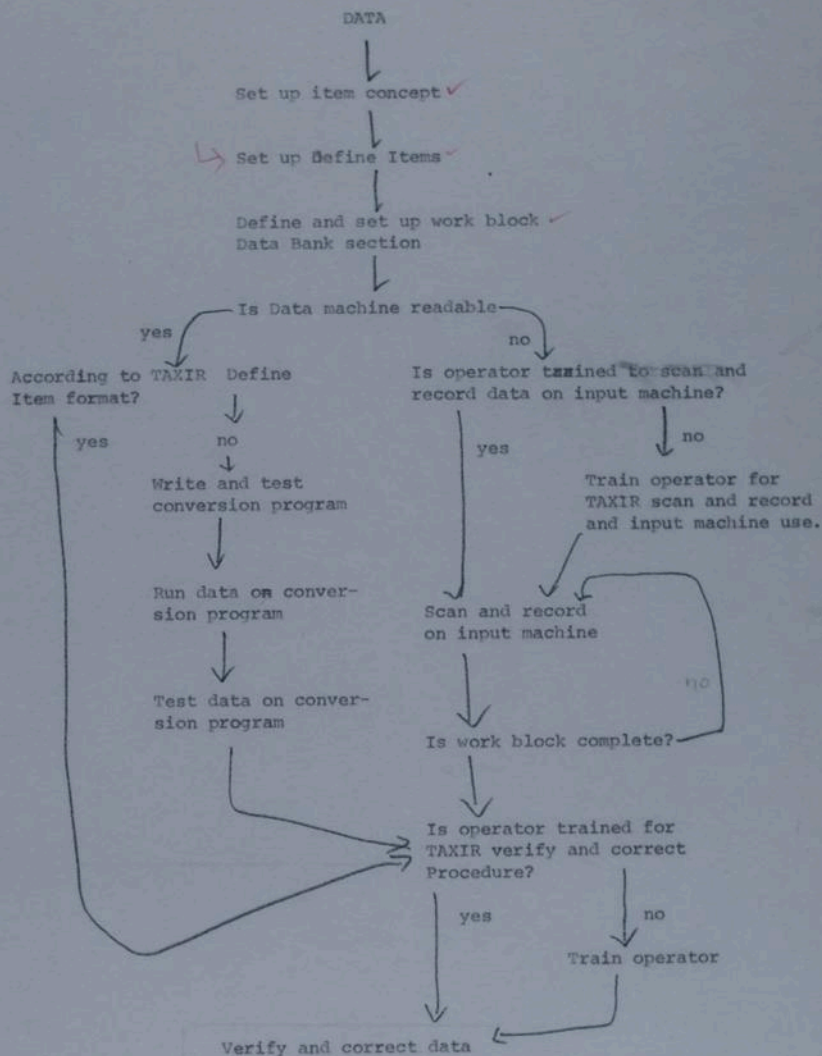 DATA
Set up item concept
Set up Define Items
Define and set up work block
Data Bank section
Is Data machine readable
yes
no
According to TAXIR Define
Item format?
Is operator trained to scan and
record data on input machine?
yes
no
yes
no
Write and test
conversion program
Train operator for
TAXIR scan and record
and input machine use.
Run data on conver-
sion program
Scan and record
on input machine
no
Test data on conver-
sion program
Is work block complete?
Is operator trained for
TAXIR verify and correct
Procedure?
yes
no
Train operator
Verify and correct data